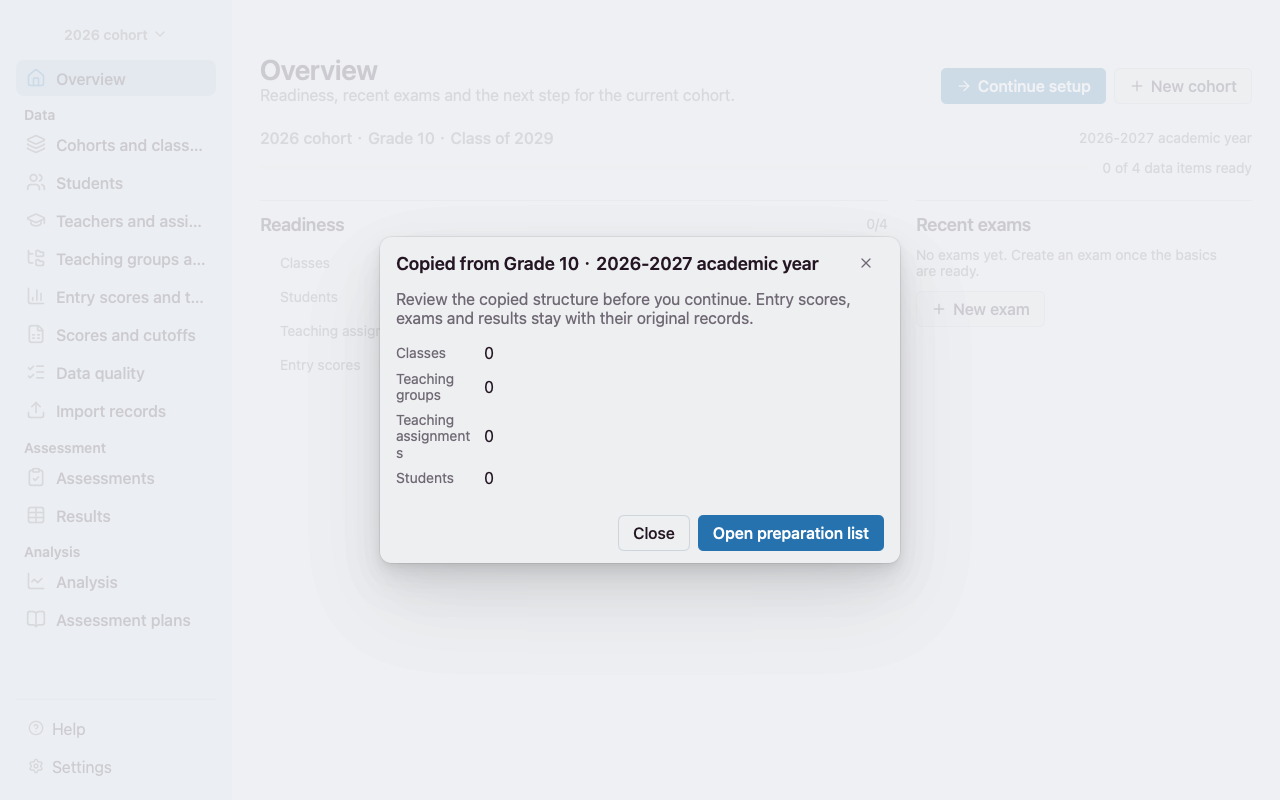 2026 cohort
Overview
Data
Cohorts and class...
Students
Teachers and assi...
Teaching groups a...
Entry scores and t...
Scores and cutoffs
Data quality
Import records
Assessment
Assessments
Results
Analysis
Analysis
Assessment plans
Help
Settings
Overview
Readiness, recent exams and the next step for the current cohort.
Continue setup
New cohort
2026 cohort · Grade 10 · Class of 2029
2026-2027 academic year
0 of 4 data items ready
Readiness
0/4
Classes
Students
Teaching assigr
Entry scores
Recent exams
No exams yet. Create an exam once the basics
are ready.
New exam
Copied from Grade 10 · 2026-2027 academic year
Review the copied structure before you continue. Entry scores,
exams and results stay with their original records.
Classes 0
Teaching
groups 0
Teaching
assignment
s 0
Students 0
Close
Open preparation list